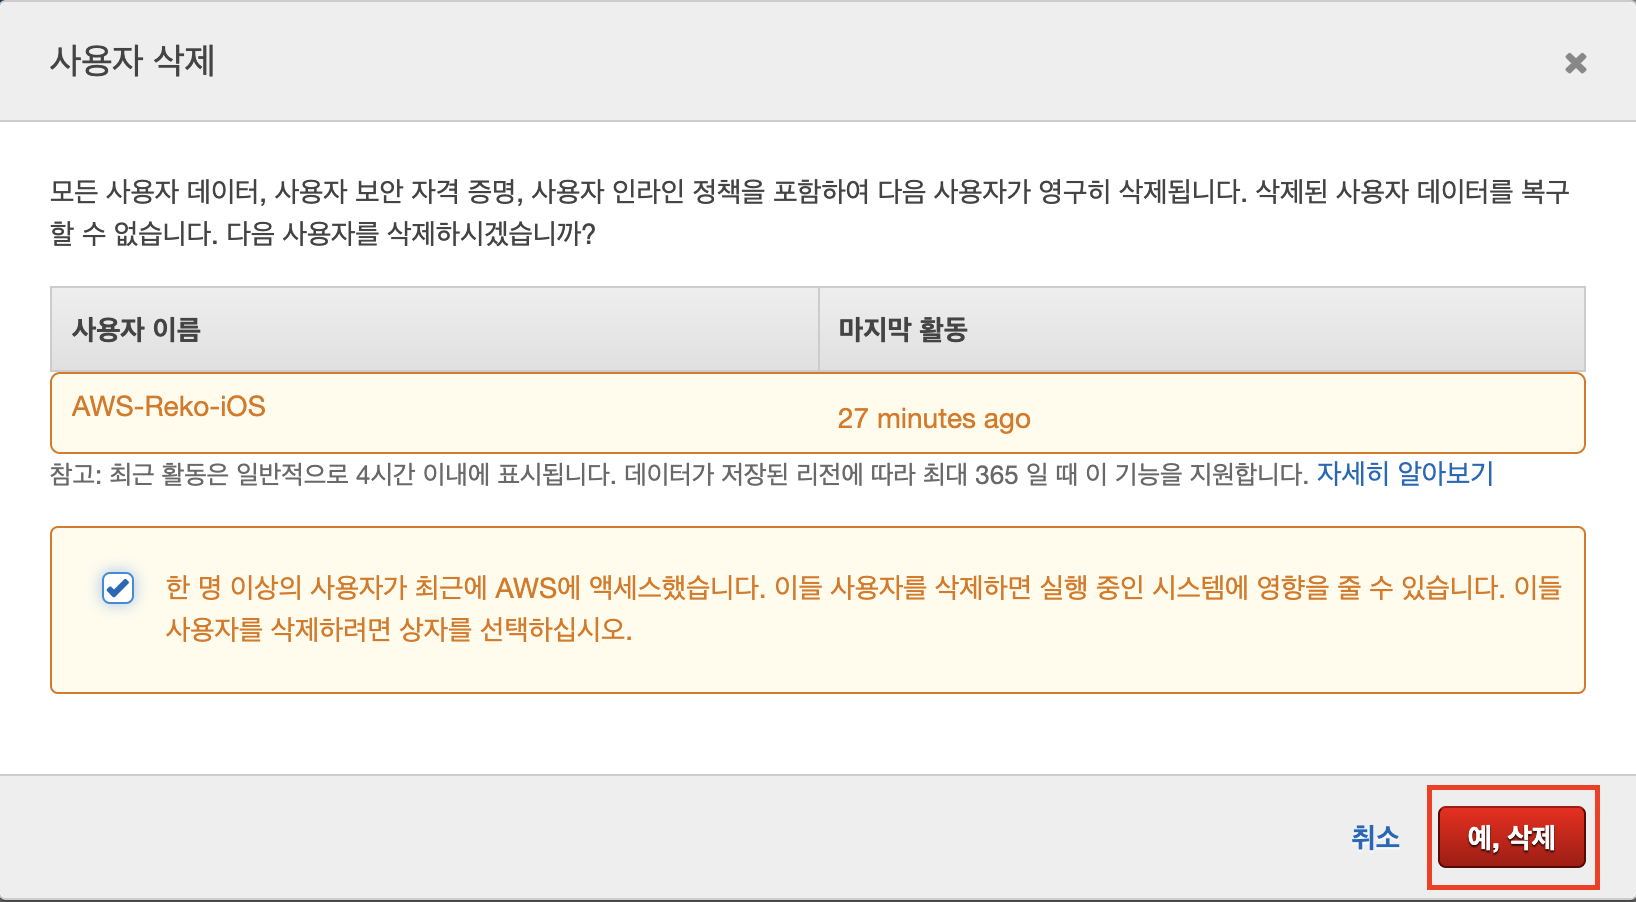 사용자 삭제
모든 사용자 데이터, 사용자 보안 자격 증명, 사용자 인라인 정책을 포함하여 다음 사용자가 영구히 삭제됩니다. 삭제된 사용자 데이터를 복구
할 수 없습니다. 다음 사용자를 삭제하시겠습니까?
사용자 이름 마지막 활동
AWS-Reko-iOS 27 minutes ago
참고: 최근 활동은 일반적으로 4시간 이내에 표시됩니다. 데이터가 저장된 리전에 따라 최대 365 일 때 이 기능을 지원합니다. 자세히 알아보기
한 명 이상의 사용자가 최근에 AWS에 액세스했습니다. 이들 사용자를 삭제하면 실행 중인 시스템에 영향을 줄 수 있습니다. 이들
사용자를 삭제하려면 상자를 선택하십시오.
취소 예, 삭제